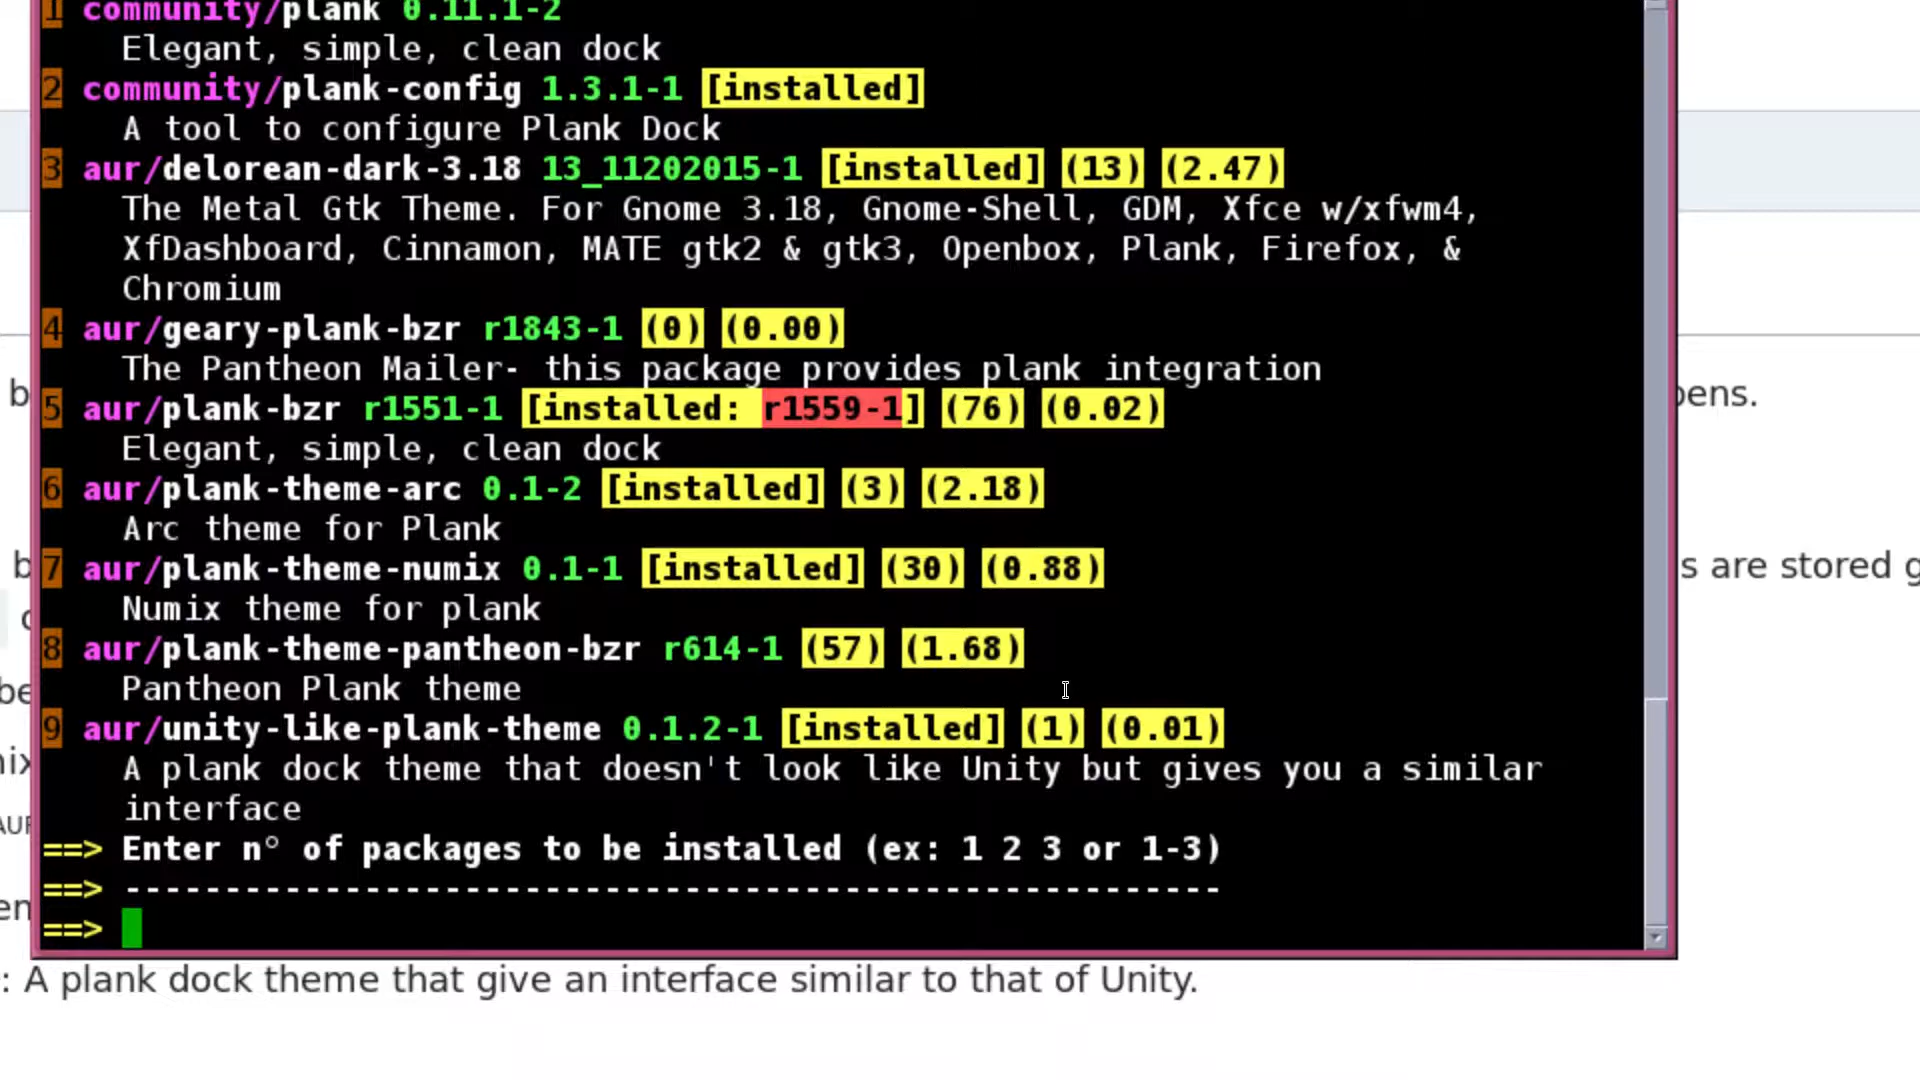 1 community/plank 0.11.1-2
Elegant, simple, clean dock
2 community/plank-config 1.3.1-1 [installed]
A tool to configure Plank Dock
3 aur/delorean-dark-3.18 13_11202015-1 [installed] (13) (2.47)
The Metal Gtk Theme. For Gnome 3.18, Gnome-Shell, GDM, Xfce w/xfwm4,
XfDashboard, Cinnamon, MATE gtk2 & gtk3, Openbox, Plank, Firefox, &
Chromium
4 aur/geary-plank-bzr r1843-1 (0) (0.00)
The Pantheon Mailer- this package provides plank integration
5 aur/plank-bzr r1551-1 [installed: r1559-1] (76) (0.02)
Elegant, simple, clean dock
6 aur/plank-theme-arc 0.1-2 [installed] (3) (2.18)
Arc theme for Plank
7 aur/plank-theme-numix 0.1-1 [installed] (30) (0.88)
Numix theme for plank
8 aur/plank-theme-pantheon-bzr r614-1 (57) (1.68)
Pantheon Plank theme
9 aur/unity-like-plank-theme 0.1.2-1 [installed] (1) (0.01)
A plank dock theme that doesn't look like Unity but gives you a similar
interface
==> Enter n° of packages to be installed (ex: 1 2 3 or 1-3)
==> -------------------------------------------------------
==>
pens.
s are stored g
: A plank dock theme that give an interface similar to that of Unity.